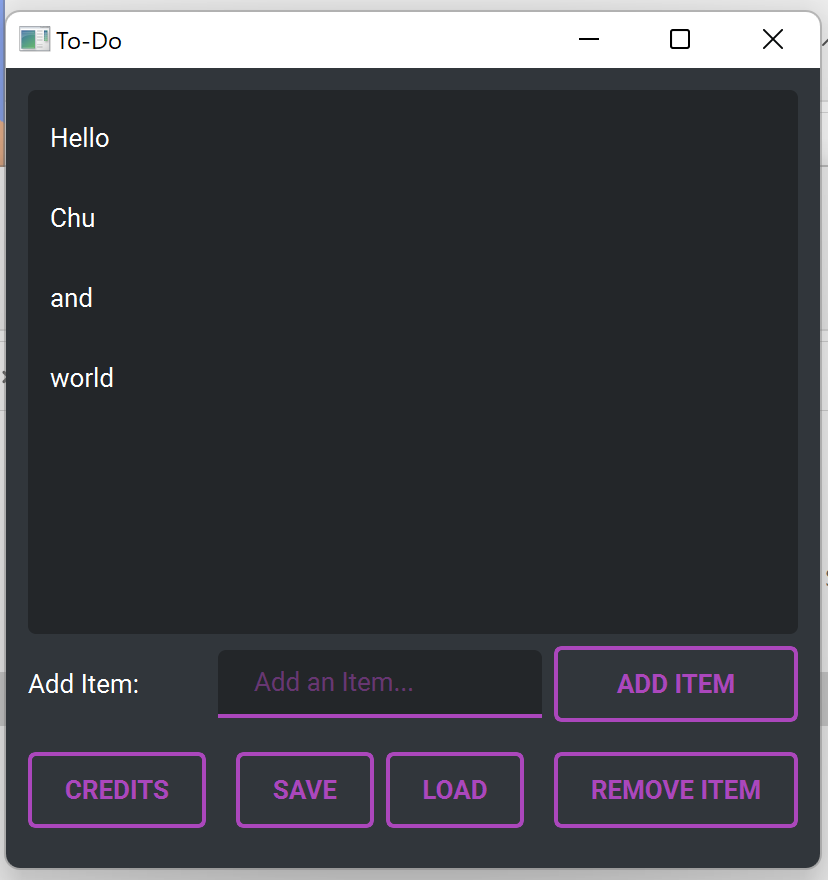 To-Do
Hello
Chu
and
world
Add Item:
Add an Item...
ADD ITEM
CREDITS
SAVE
LOAD
REMOVE ITEM